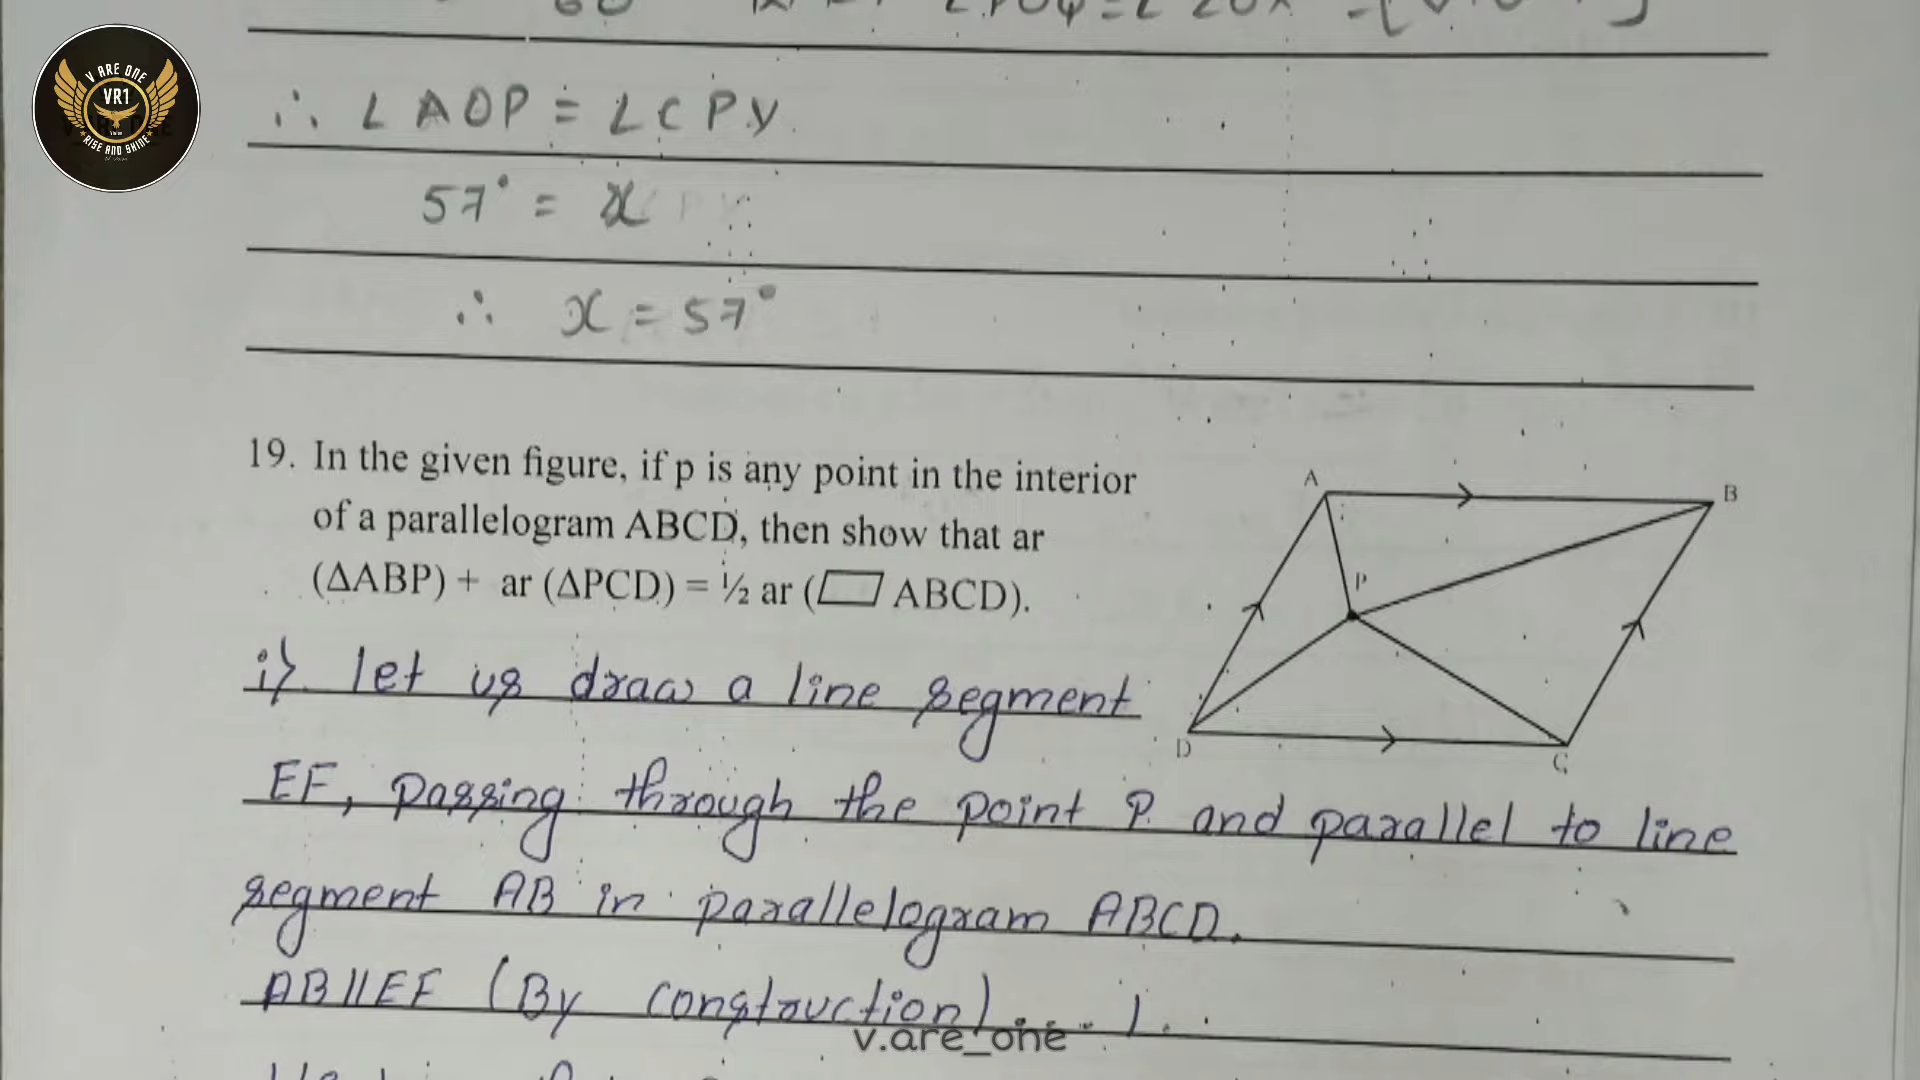 V ARE ONE
VR1
RISE AND SHINE
∴ ∠AOP = ∠CPY
57° = x
∴ x = 57°
19. In the given figure, if p is any point in the interior
of a parallelogram ABCD, then show that ar
(ΔABP) + ar (ΔPCD) = ½ ar (▱ ABCD).
A
B
P
D
C
i) let us draw a line segment
EF, passing through the point P and parallel to line
segment AB in parallelogram ABCD.
AB∥EF (By construction) ... 1.
v.are_one